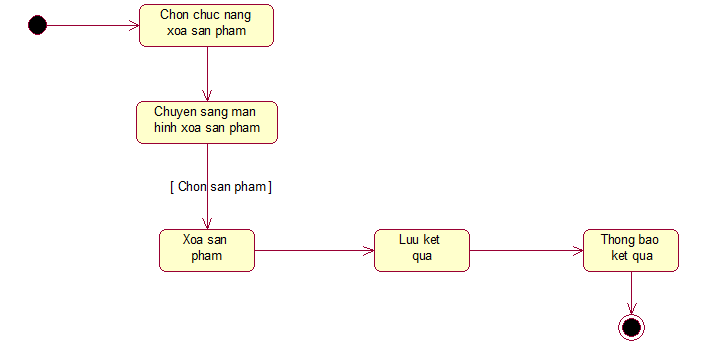 Chon chuc nang
xoa san pham
Chuyen sang man
hinh xoa san pham
[ Chon san pham ]
Xoa san
pham
Luu ket
qua
Thong bao
ket qua